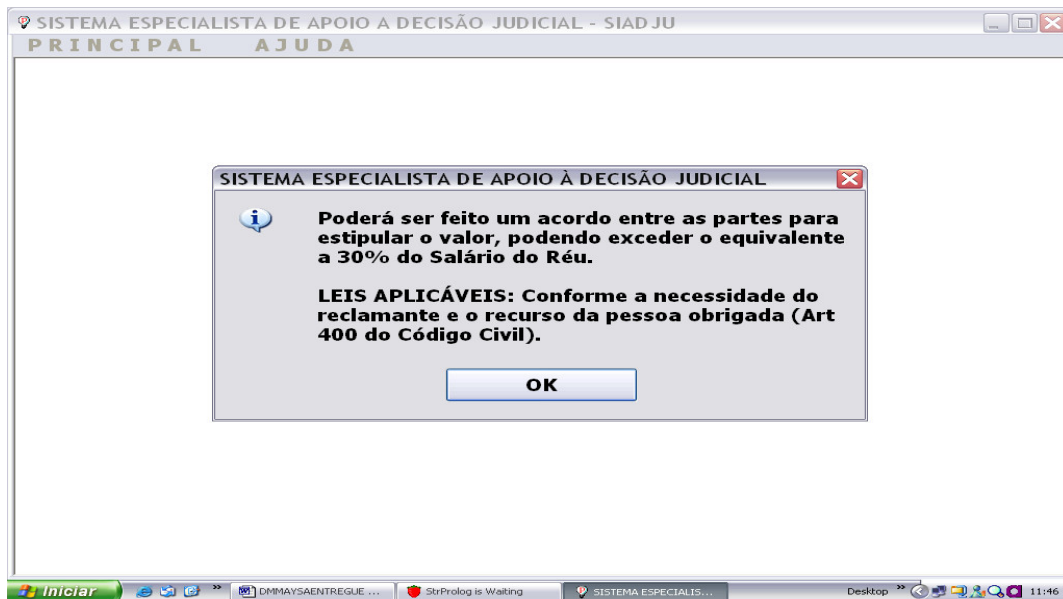 SISTEMA ESPECIALISTA DE APOIO A DECISÃO JUDICIAL - SIADJU
PRINCIPAL AJUDA
SISTEMA ESPECIALISTA DE APOIO À DECISÃO JUDICIAL
Poderá ser feito um acordo entre as partes para
estipular o valor, podendo exceder o equivalente
a 30% do Salário do Réu.
LEIS APLICÁVEIS: Conforme a necessidade do
reclamante e o recurso da pessoa obrigada (Art
400 do Código Civil).
OK
Iniciar » DMMAYSAENTREGUE ... StrProlog is Waiting SISTEMA ESPECIALIS... Desktop » 11:46